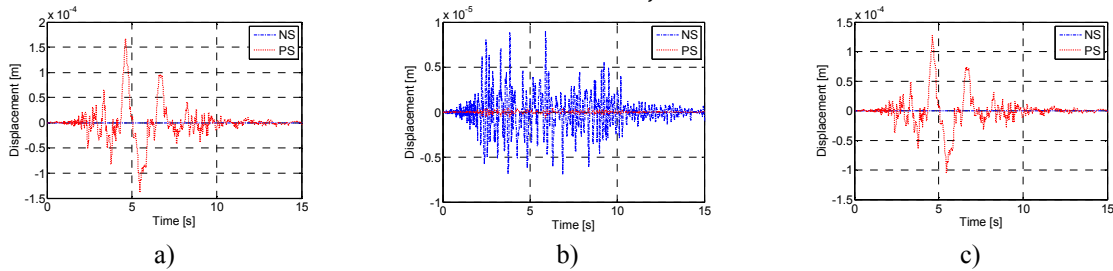 x 10⁻⁴
2
1.5
1
0.5
0
-0.5
-1
-1.5
Displacement [m]
0 5 10 15
Time [s]
NS
PS
a)
x 10⁻⁵
1
0.5
0
-0.5
-1
Displacement [m]
0 5 10 15
Time [s]
NS
PS
b)
x 10⁻⁴
1.5
1
0.5
0
-0.5
-1
-1.5
Displacement [m]
0 5 10 15
Time [s]
NS
PS
c)